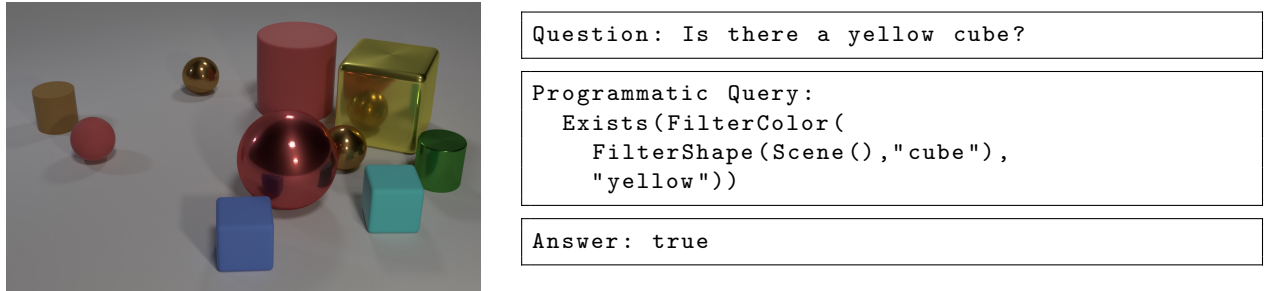 Question: Is there a yellow cube?
Programmatic Query:
Exists(FilterColor(
FilterShape(Scene(),"cube"),
"yellow"))
Answer: true